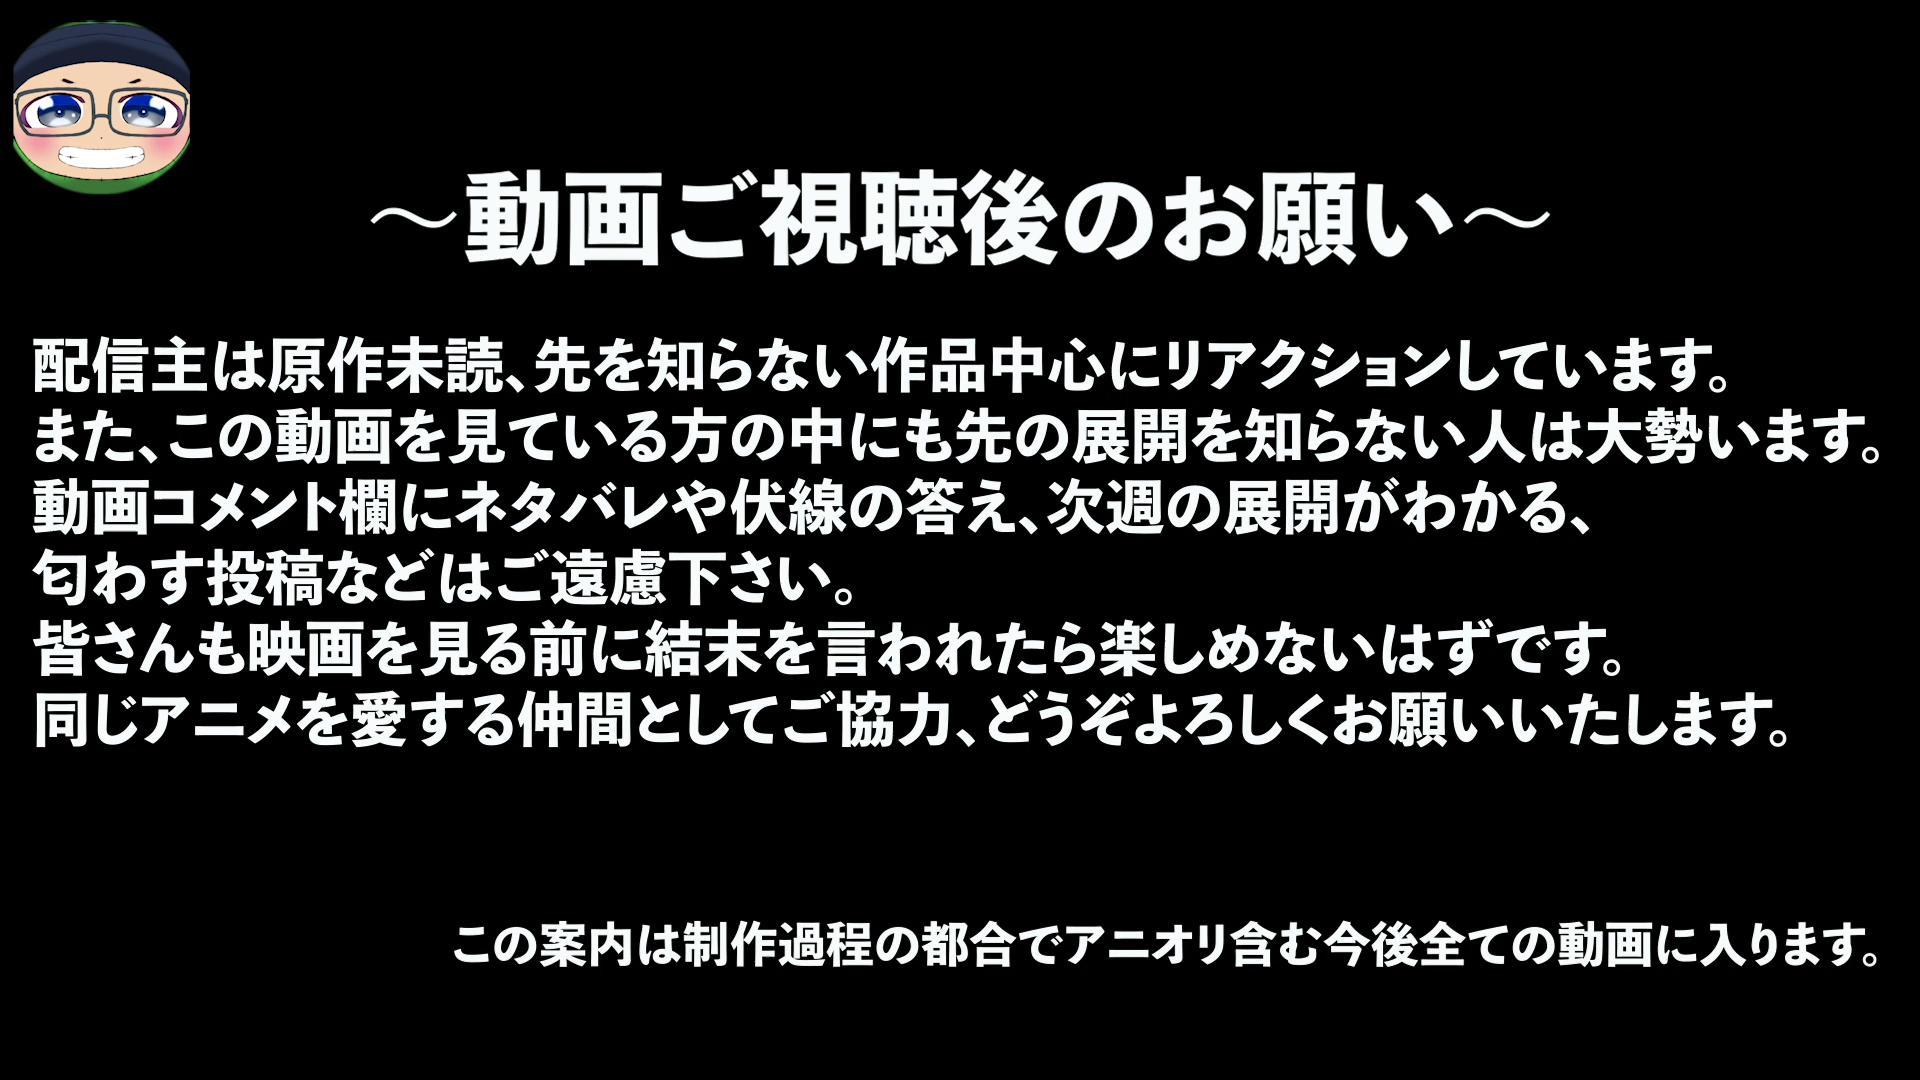 ～動画ご視聴後のお願い～
配信主は原作未読、先を知らない作品中心にリアクションしています。
また、この動画を見ている方の中にも先の展開を知らない人は大勢います。
動画コメント欄にネタバレや伏線の答え、次週の展開がわかる、
匂わす投稿などはご遠慮下さい。
皆さんも映画を見る前に結末を言われたら楽しめないはずです。
同じアニメを愛する仲間としてご協力、どうぞよろしくお願いいたします。
この案内は制作過程の都合でアニオリ含む今後全ての動画に入ります。